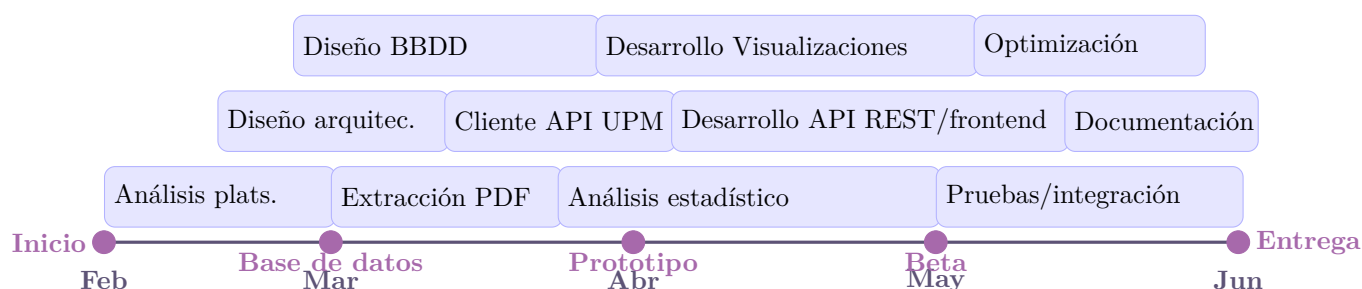 Diseño BBDD
Desarrollo Visualizaciones
Optimización
Diseño arquitec.
Cliente API UPM
Desarrollo API REST/frontend
Documentación
Análisis plats.
Extracción PDF
Análisis estadístico
Pruebas/integración
Inicio
Entrega
Base de datos
Prototipo
Beta
Feb
Mar
Abr
May
Jun